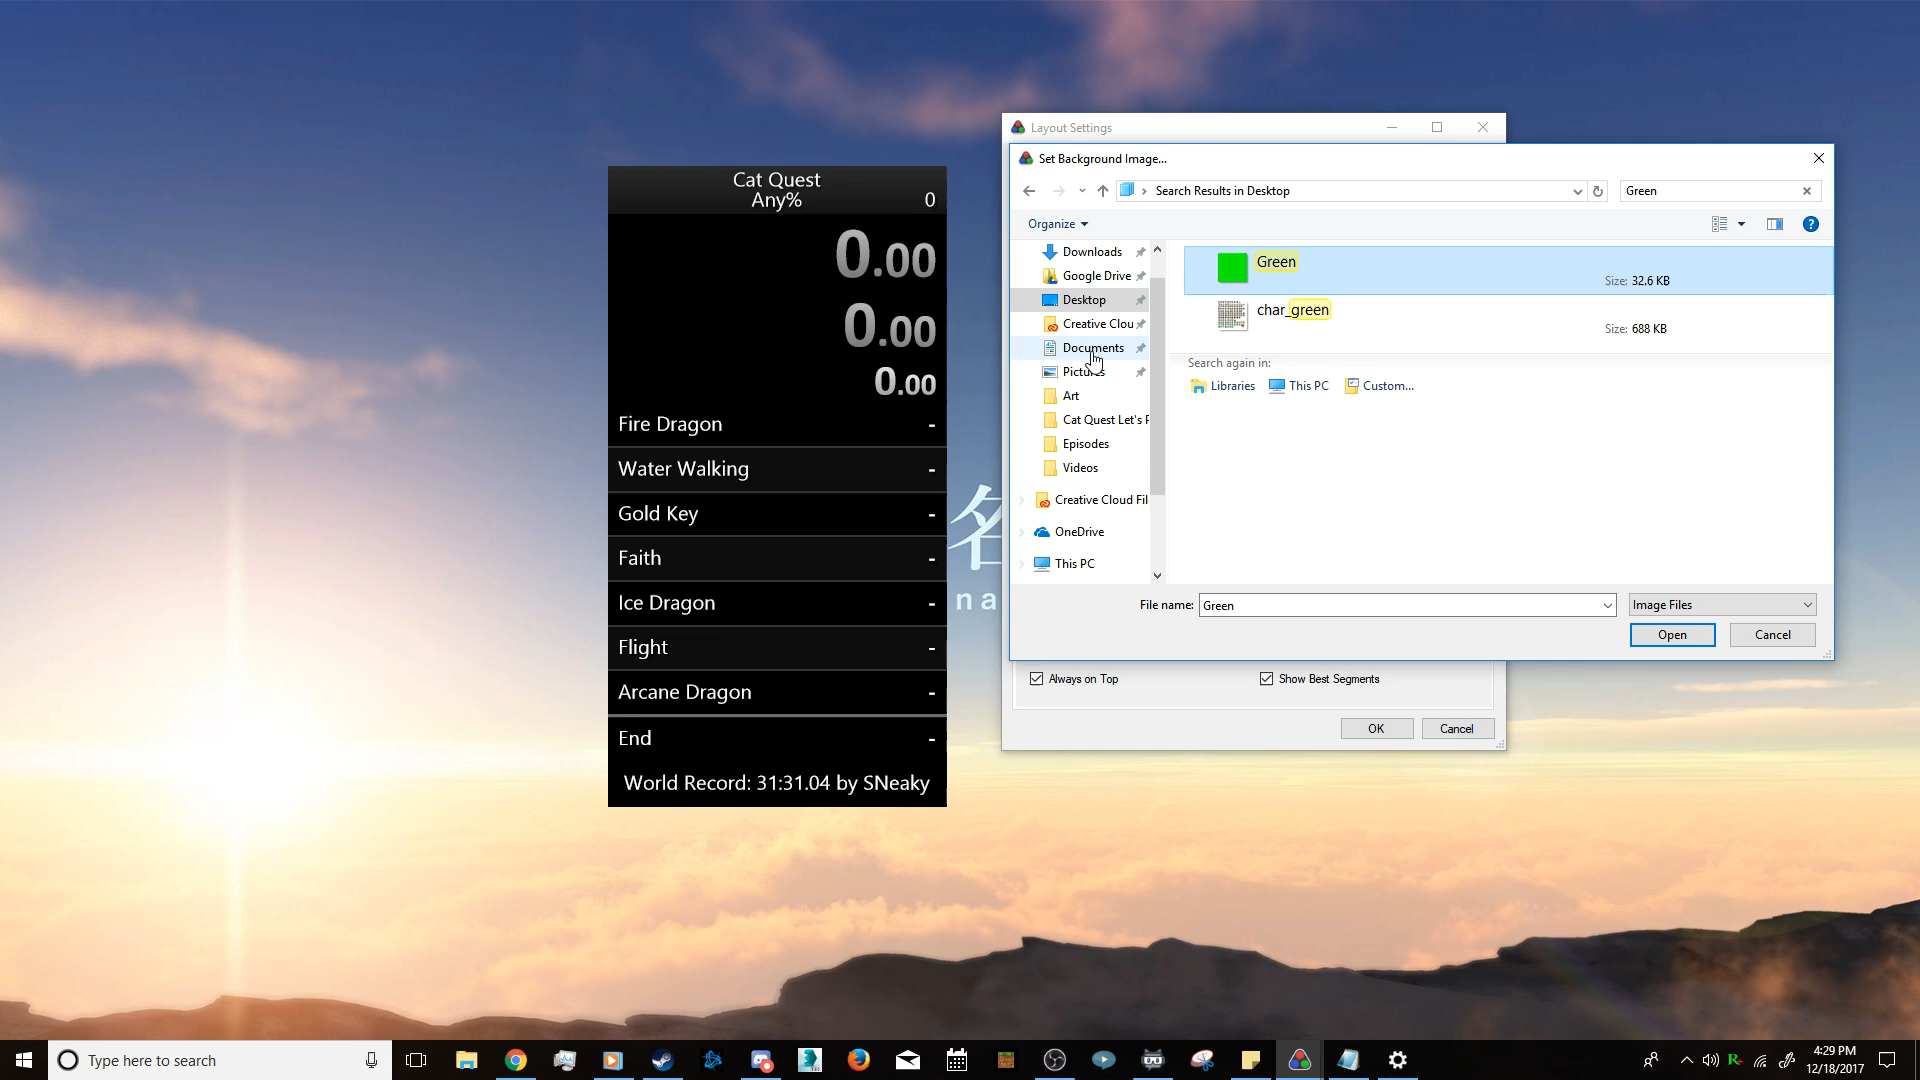 Cat Quest
Any%
0
0.00
0.00
0.00
Fire Dragon -
Water Walking -
Gold Key -
Faith -
Ice Dragon -
Flight -
Arcane Dragon -
End -
World Record: 31:31.04 by SNeaky
名
na
Layout Settings
Set Background Image...
Search Results in Desktop
Green
Organize
Downloads
Google Drive
Desktop
Creative Clou
Documents
Pictures
Art
Cat Quest Let's P
Episodes
Videos
Creative Cloud Fil
OneDrive
This PC
Green
Size: 32.6 KB
char_green
Size: 688 KB
Search again in:
Libraries This PC Custom...
File name: Green
Image Files
Open Cancel
Always on Top Show Best Segments
OK Cancel
Type here to search
4:29 PM
12/18/2017